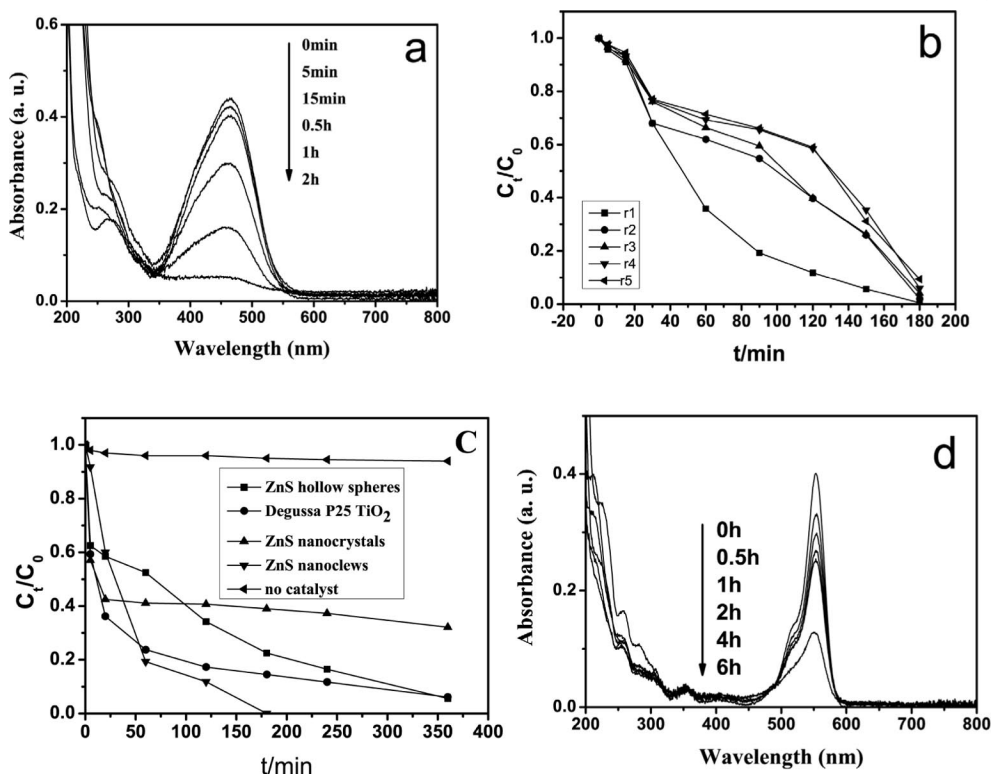 a
0.6
0.4
0.2
0.0
Absorbance (a. u.)
0min
5min
15min
0.5h
1h
2h
200 300 400 500 600 700 800
Wavelength (nm)
b
1.0
0.8
0.6
0.4
0.2
0.0
Ct/C0
r1
r2
r3
r4
r5
-20 0 20 40 60 80 100 120 140 160 180 200
t/min
C
1.0
0.8
0.6
0.4
0.2
0.0
Ct/C0
ZnS hollow spheres
Degussa P25 TiO2
ZnS nanocrystals
ZnS nanoclews
no catalyst
0 50 100 150 200 250 300 350 400
t/min
d
0.4
0.2
0.0
Absorbance (a. u.)
0h
0.5h
1h
2h
4h
6h
200 300 400 500 600 700 800
Wavelength (nm)